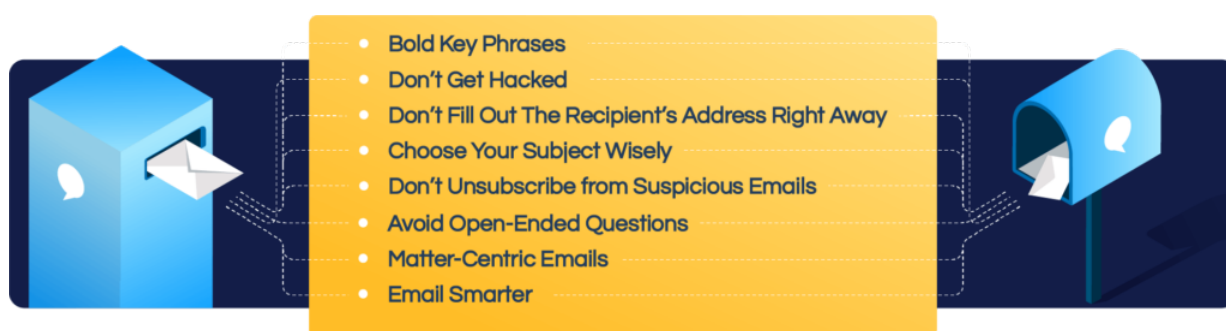 Bold Key Phrases
Don’t Get Hacked
Don’t Fill Out The Recipient’s Address Right Away
Choose Your Subject Wisely
Don’t Unsubscribe from Suspicious Emails
Avoid Open-Ended Questions
Matter-Centric Emails
Email Smarter